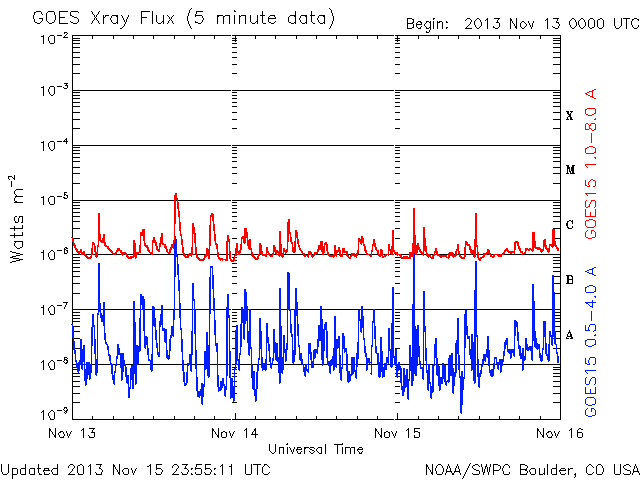 GOES Xray Flux (5 minute data)
Begin: 2013 Nov 13 0000 UTC
10-2
10-3
10-4
10-5
10-6
10-7
10-8
10-9
Watts m-2
X
M
C
B
A
GOES15 1.0-8.0 A
GOES15 0.5-4.0 A
Nov 13
Nov 14
Nov 15
Nov 16
Universal Time
Updated 2013 Nov 15 23:55:11 UTC
NOAA/SWPC Boulder, CO USA